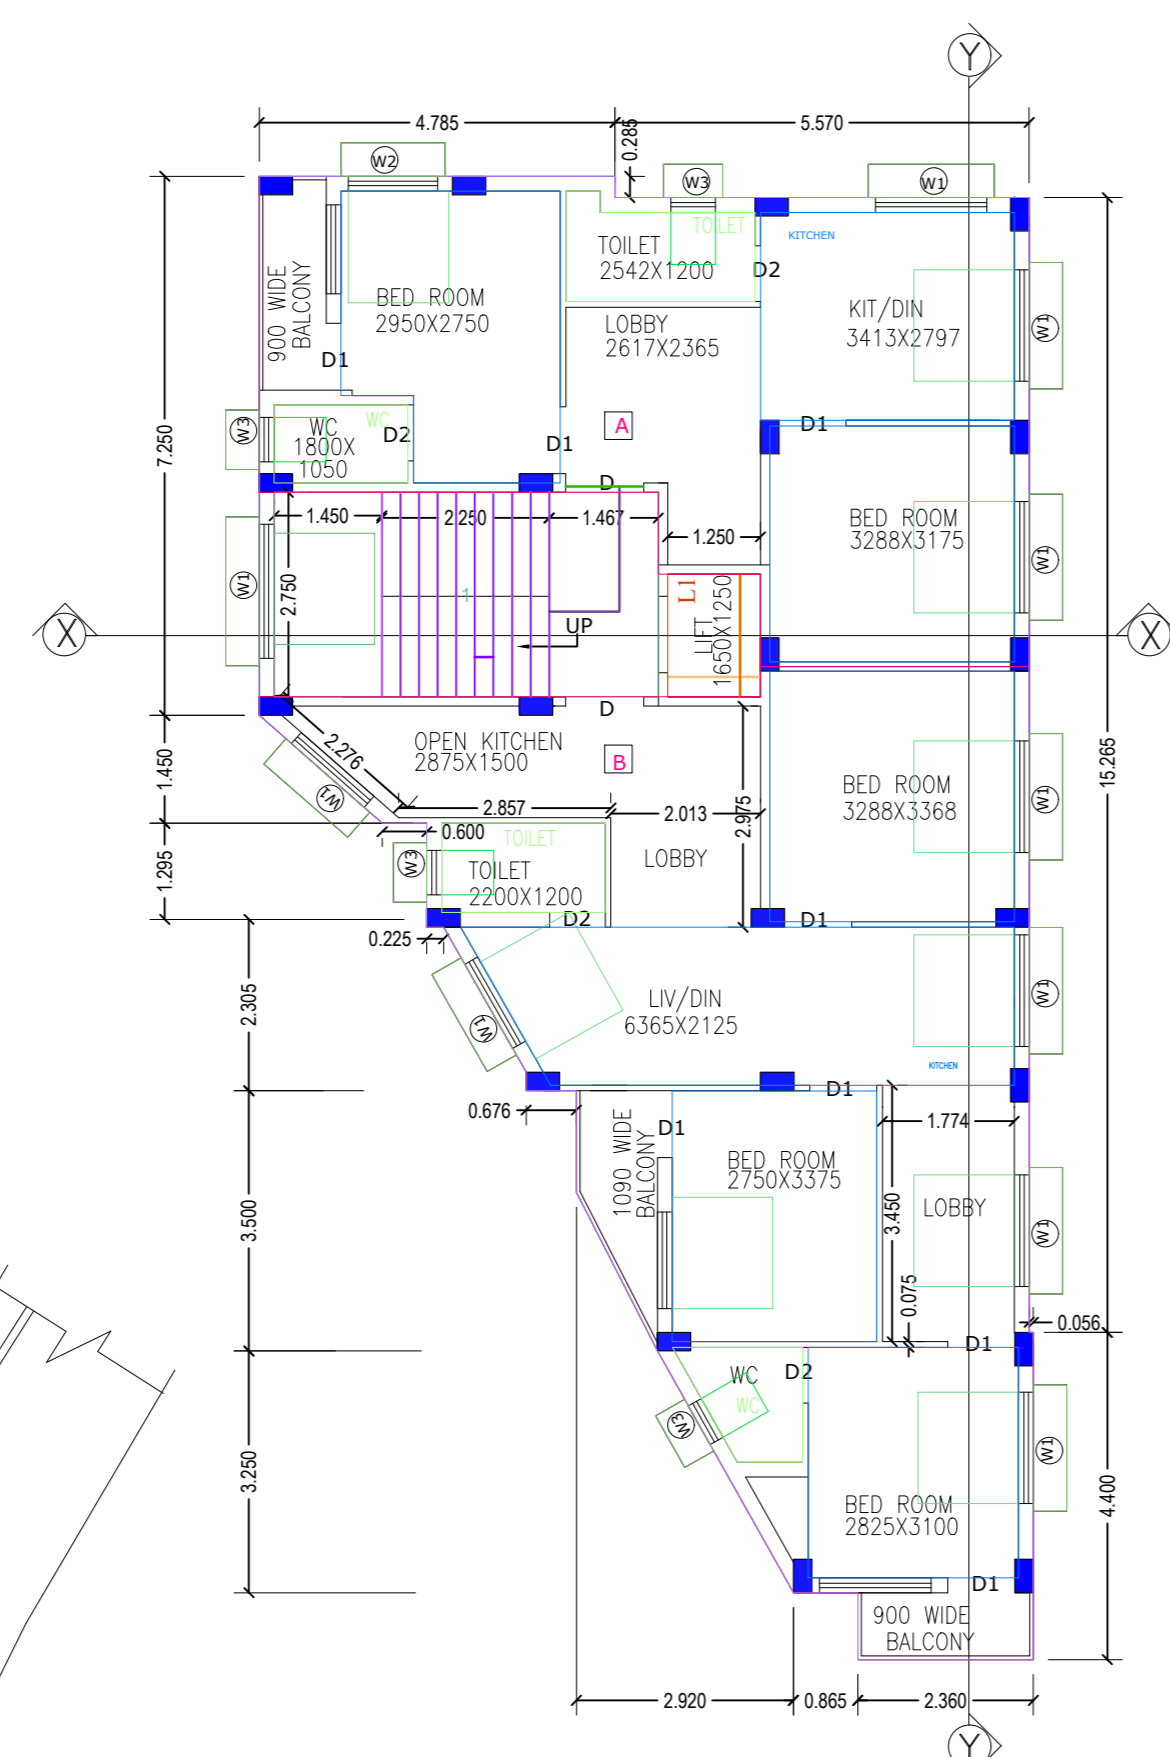 Y
4.785
5.570
0.285
W2
W3
W1
TOILET
KITCHEN
TOILET
2542X1200
D2
900 WIDE
BALCONY
BED ROOM
2950X2750
KIT/DIN
3413X2797
W1
LOBBY
2617X2365
D1
7.250
W3
WC
WC
1800X
1050
D2
D1
A
D1
D
1.450
2.250
1.467
1.250
BED ROOM
3288X3175
W1
W1
2.750
1
L1
LIFT
1650X1250
X
UP
X
D
OPEN KITCHEN
2875X1500
B
2.276
W1
1.450
15.265
BED ROOM
3288X3368
W1
2.857
2.013
2.975
0.600
TOILET
LOBBY
W3
TOILET
2200X1200
1.295
D2
D1
0.225
2.305
W1
LIV/DIN
6365X2125
W1
KITCHEN
0.676
D1
1090 WIDE
BALCONY
D1
1.774
BED ROOM
2750X3375
3.450
LOBBY
W1
3.500
0.075
0.056
D1
WC
D2
WC
W3
W1
3.250
BED ROOM
2825X3100
4.400
D1
900 WIDE
BALCONY
2.920
0.865
2.360
Y